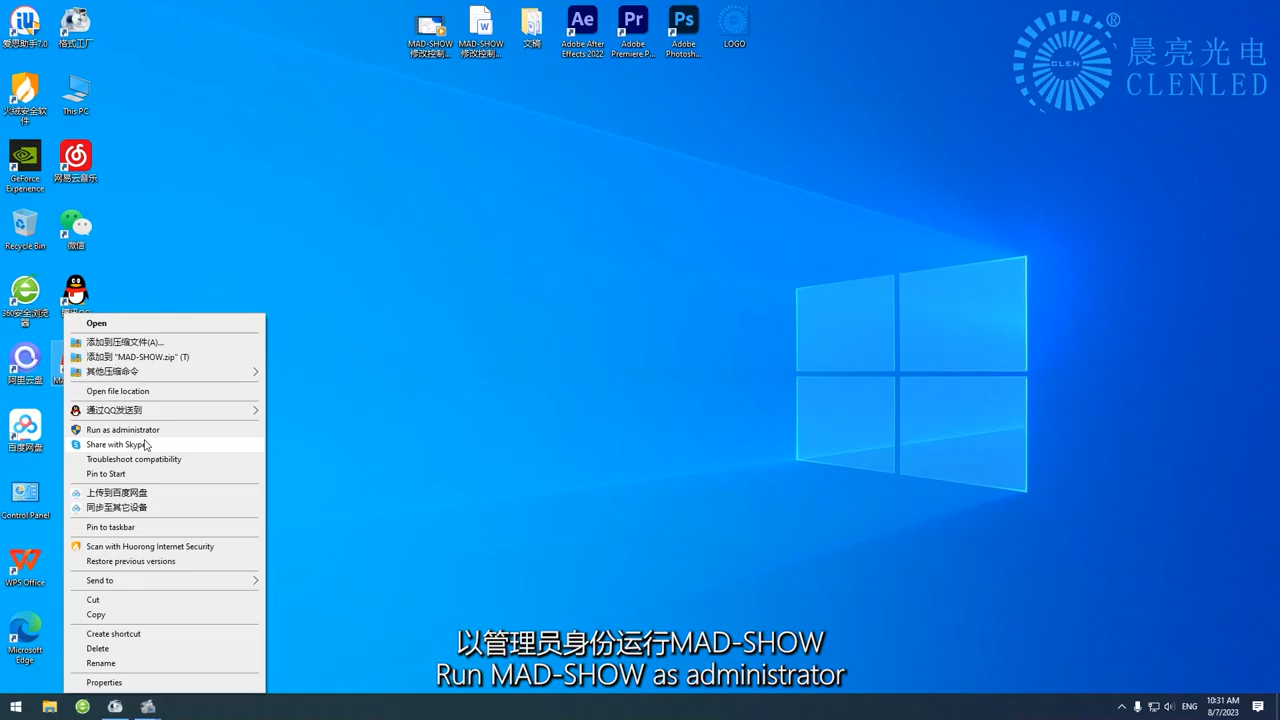 爱思助手7.0
格式工厂
MAD-SHOW
修改控制...
MAD-SHOW
修改控制...
文稿
Adobe After
Effects 2022
Adobe
Premiere P...
Adobe
Photosh...
LOGO
CLEN
®
晨亮光电
CLENLED
火绒安全软
件
This PC
GeForce
Experience
网易云音乐
Recycle Bin
微信
360安全浏览
器
阿里云盘
百度网盘
Control Panel
WPS Office
Microsoft
Edge
Open
添加到压缩文件(A)...
添加到 "MAD-SHOW.zip" (T)
其他压缩命令
Open file location
通过QQ发送到
Run as administrator
Share with Skype
Troubleshoot compatibility
Pin to Start
上传到百度网盘
同步至其它设备
Pin to taskbar
Scan with Huorong Internet Security
Restore previous versions
Send to
Cut
Copy
Create shortcut
Delete
Rename
Properties
以管理员身份运行MAD-SHOW
Run MAD-SHOW as administrator
ENG
10:31 AM
8/7/2023